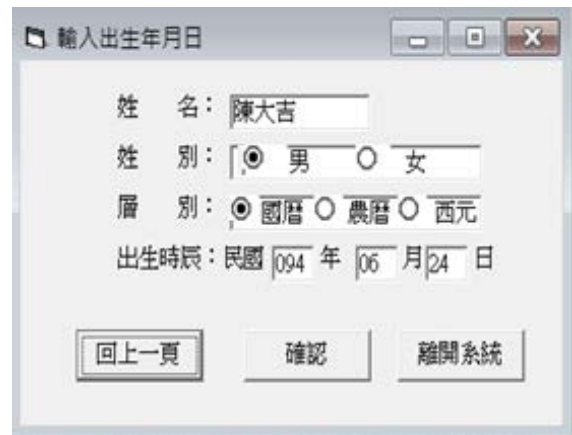 輸入出生年月日
姓 名：陳大吉
姓 別：男 女
層 別：國曆 農曆 西元
出生時辰：民國 094 年 06 月 24 日
回上一頁 確認 離開系統